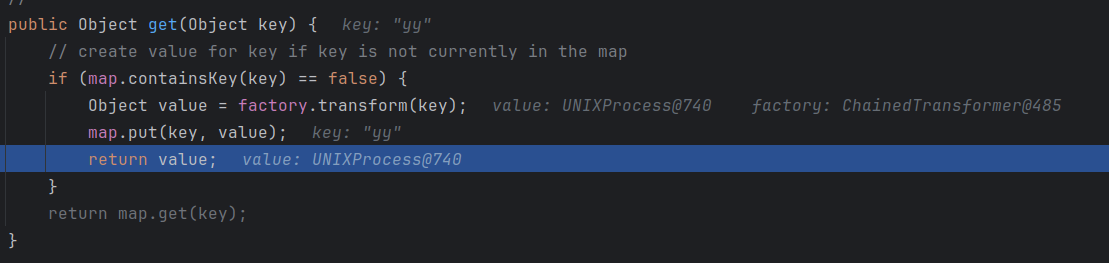 //
public Object get(Object key) {   key: "yy"
    // create value for key if key is not currently in the map
    if (map.containsKey(key) == false) {
        Object value = factory.transform(key);   value: UNIXProcess@740    factory: ChainedTransformer@485
        map.put(key, value);   key: "yy"
        return value;   value: UNIXProcess@740
    }
    return map.get(key);
}